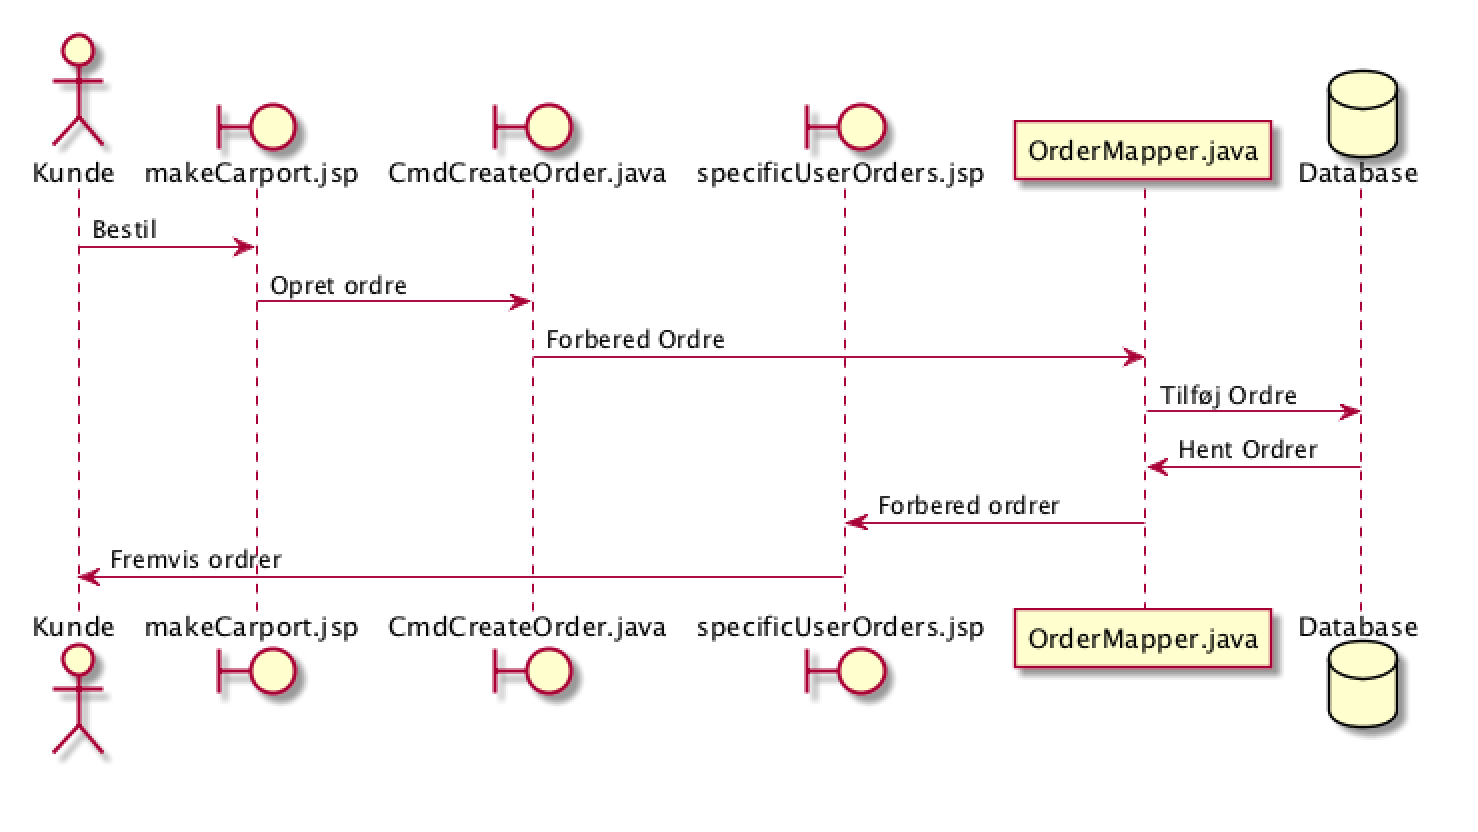 Kunde
makeCarport.jsp
CmdCreateOrder.java
specificUserOrders.jsp
OrderMapper.java
Database
Bestil
Opret ordre
Forbered Ordre
Tilføj Ordre
Hent Ordrer
Forbered ordrer
Fremvis ordrer
Kunde
makeCarport.jsp
CmdCreateOrder.java
specificUserOrders.jsp
OrderMapper.java
Database